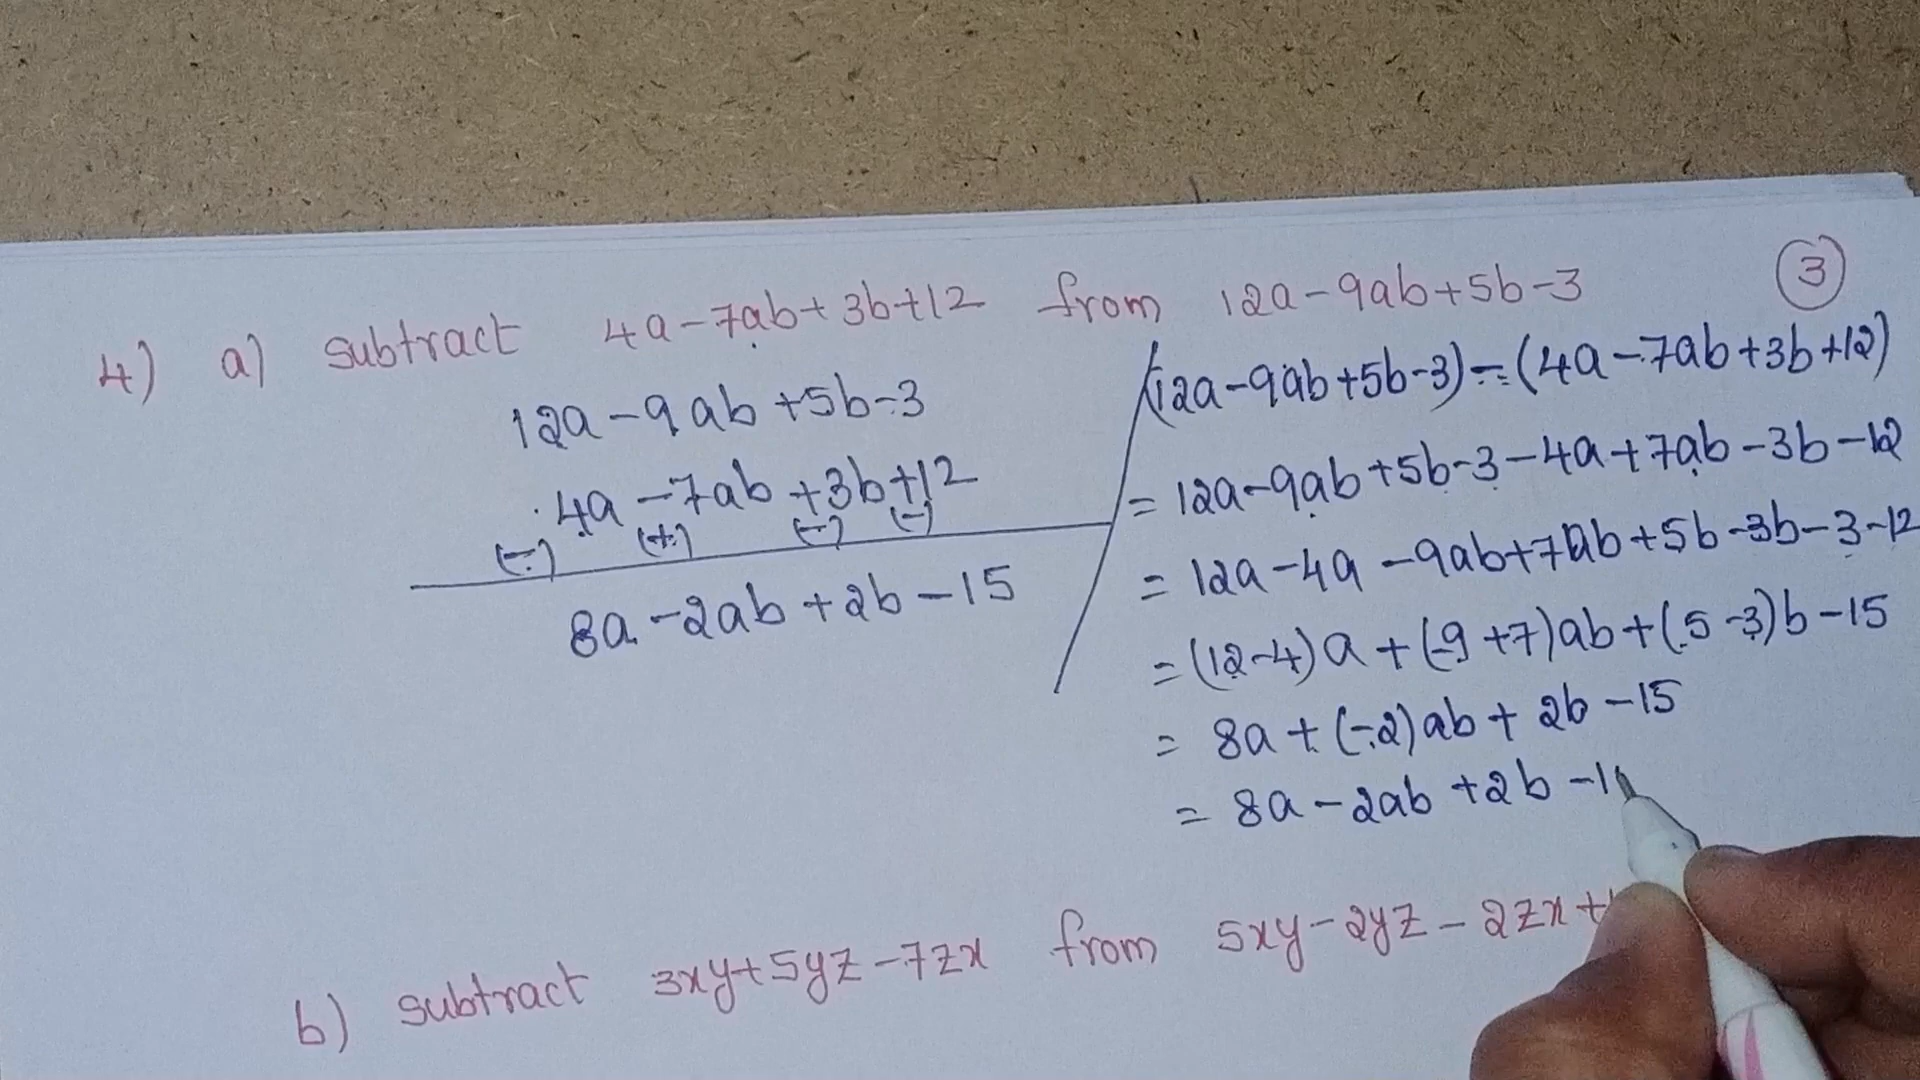 3
4) a) subtract 4a-7ab+3b+12 from 12a-9ab+5b-3
12a-9ab+5b-3
4a-7ab+3b+12
(-) (+) (-) (-)
8a-2ab+2b-15
(12a-9ab+5b-3)-(4a-7ab+3b+12)
= 12a-9ab+5b-3-4a+7ab-3b-12
= 12a-4a-9ab+7ab+5b-3b-3-12
= (12-4)a+(-9+7)ab+(5-3)b-15
= 8a+(-2)ab+2b-15
= 8a-2ab+2b-1
b) subtract 3xy+5yz-7zx from 5xy-2yz-2zx+